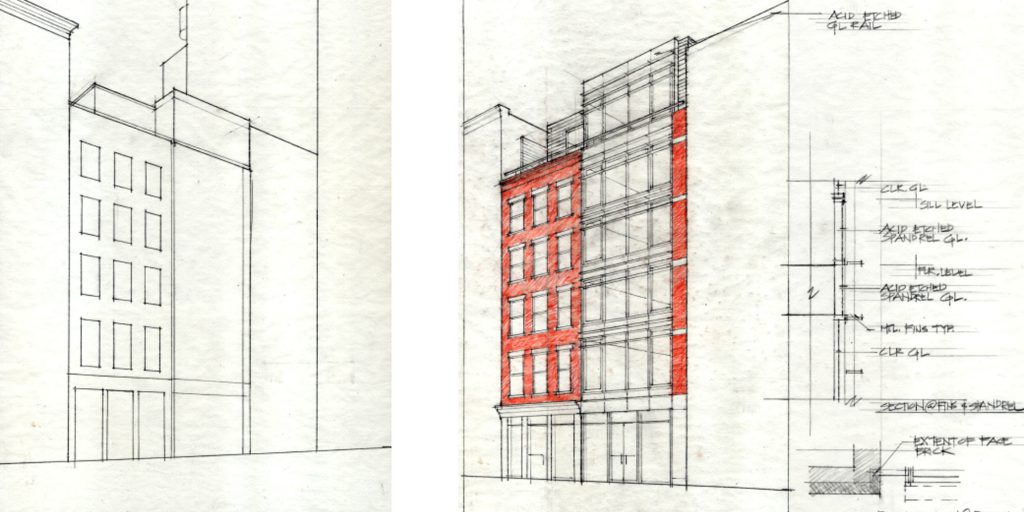 ACID ETCHED
GL RAIL
CLR GL
SILL LEVEL
ACID ETCHED
SPANDREL GL.
FLR. LEVEL
ACID ETCHED
SPANDREL GL.
MTL. FINS TYP.
CLR GL
SECTION@FINS & SPANDREL
EXTENT OF FACE
BRICK